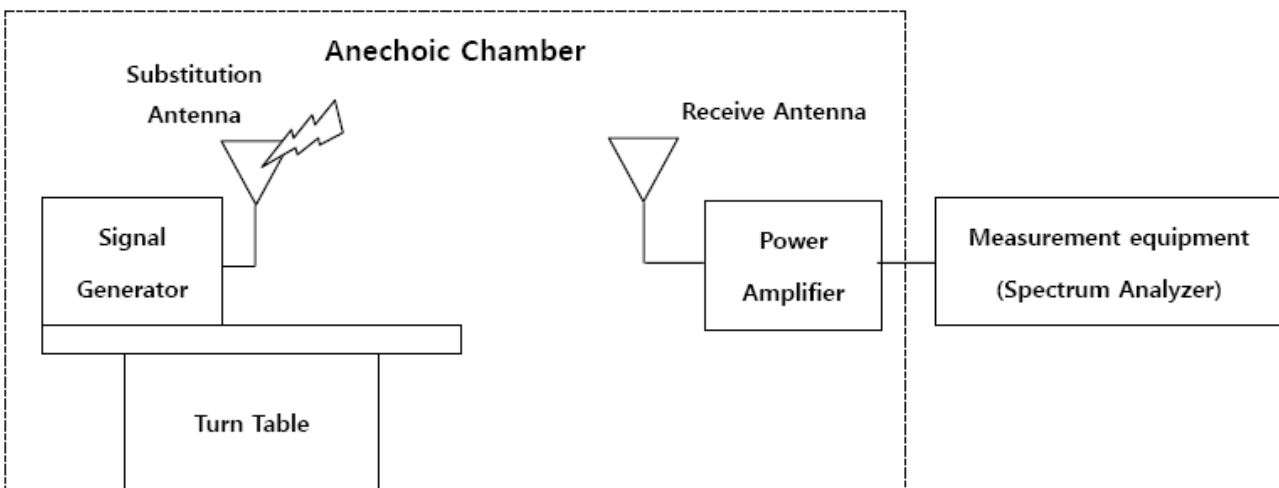 Anechoic Chamber
Substitution
Antenna
Receive Antenna
Signal
Generator
Power
Amplifier
Measurement equipment
(Spectrum Analyzer)
Turn Table